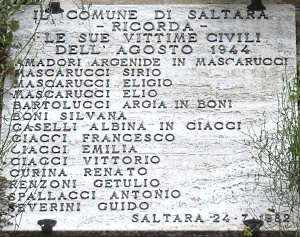 IL COMUNE DI SALTARA
- RICORDA -
LE SUE VITTIME CIVILI
DELL' AGOSTO 1944
AMADORI ARGENIDE IN MASCARUCCI
MASCARUCCI SIRIO
MASCARUCCI ELIGIO
MASCARUCCI ELIO
BARTOLUCCI ARGIA IN BONI
BONI SILVANA
CASELLI ALBINA IN CIACCI
CIACCI FRANCESCO
CIACCI EMILIA
CIACCI VITTORIO
CURINA RENATO
RENZONI GETULIO
SPALLACCI ANTONIO
SEVERINI GUIDO
SALTARA 24-7-1982